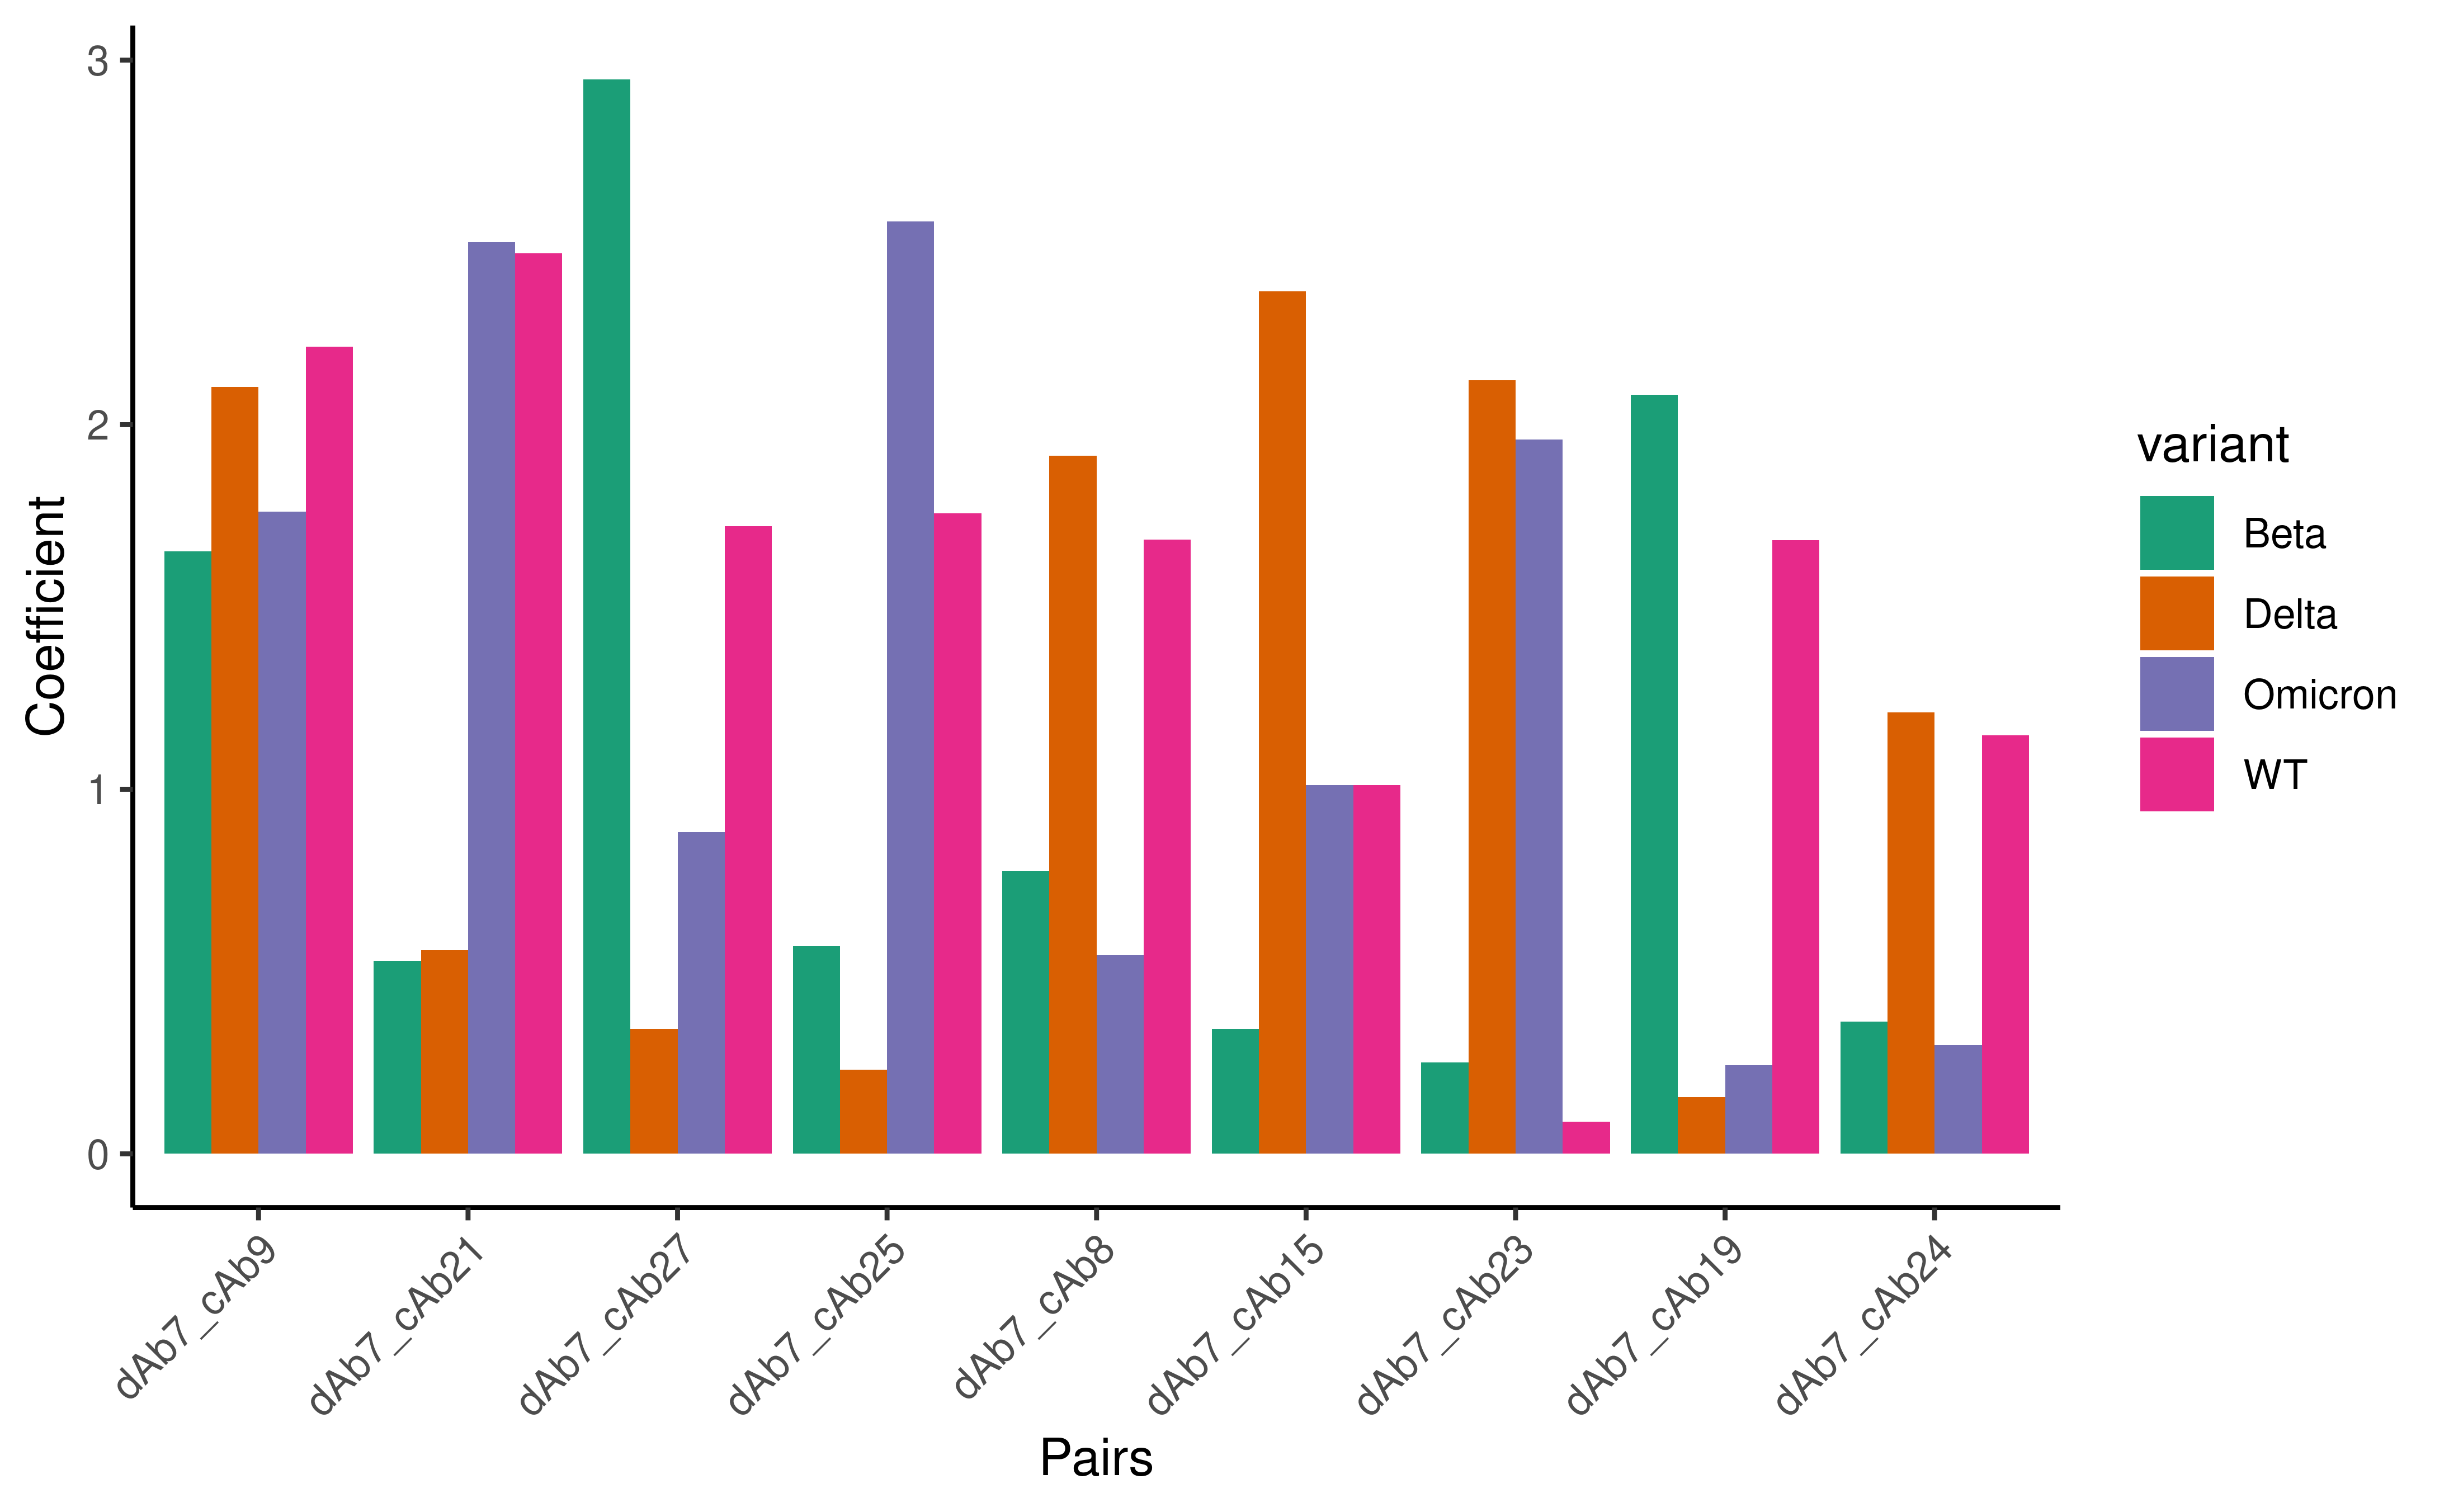 3
2
1
0
Coefficient
dAb7_cAb9
dAb7_cAb21
dAb7_cAb27
dAb7_cAb25
dAb7_cAb8
dAb7_cAb15
dAb7_cAb23
dAb7_cAb19
dAb7_cAb24
Pairs
variant
Beta
Delta
Omicron
WT